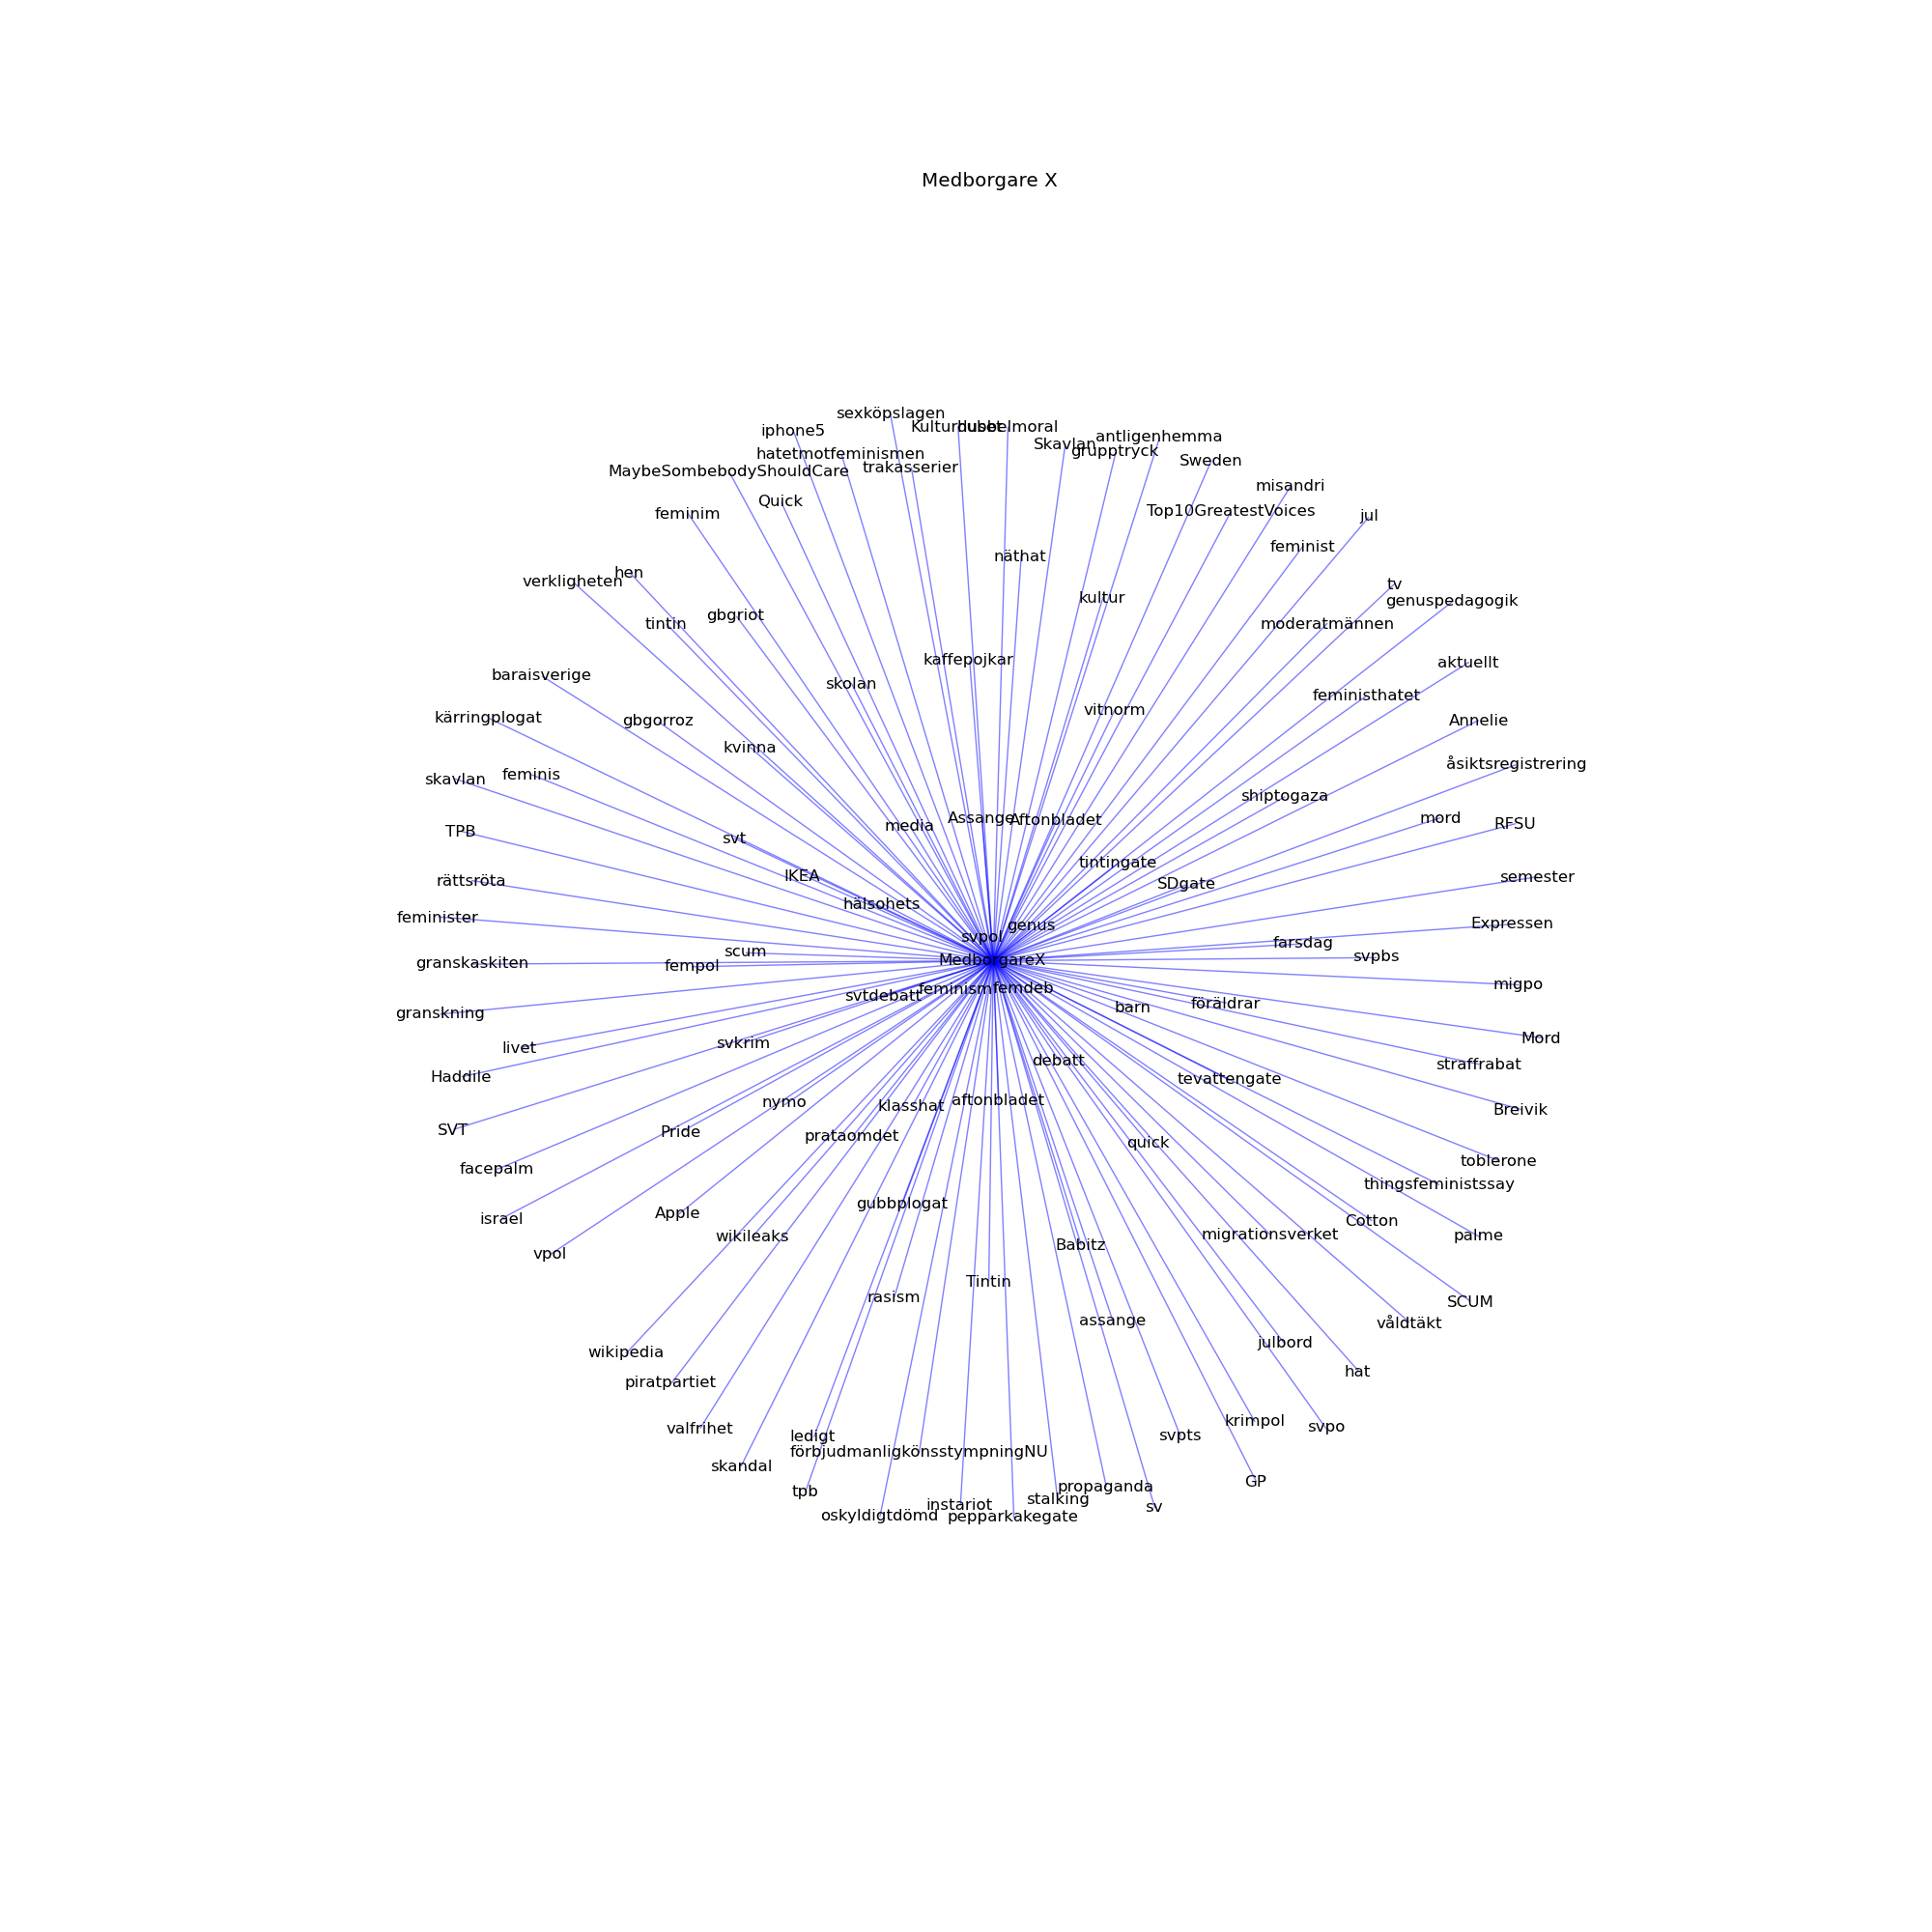 Medborgare X
sexköpslagen
Kulturhuset
dubbelmoral
iphone5
antligenhemma
Skavlan
grupptryck
hatetmotfeminismen
Sweden
trakasserier
MaybeSombebodyShouldCare
misandri
Quick
Top10GreatestVoices
feminim
jul
feminist
näthat
hen
verkligheten
tv
kultur
genuspedagogik
gbgriot
tintin
moderatmännen
kaffepojkar
aktuellt
baraisverige
skolan
feministhatet
vitnorm
kärringplogat
gbgorroz
Annelie
kvinna
åsiktsregistrering
feminis
skavlan
shiptogaza
Assange
Aftonbladet
mord
RFSU
media
TPB
svt
tintingate
IKEA
semester
rättsröta
SDgate
hälsohets
feminister
Expressen
genus
svpol
farsdag
scum
svpbs
MedborgareX
granskaskiten
fempol
migpo
feminism
femdeb
svtdebatt
föräldrar
barn
granskning
Mord
svkrim
livet
debatt
straffrabat
Haddile
tevattengate
aftonbladet
nymo
klasshat
Breivik
SVT
Pride
prataomdet
quick
toblerone
facepalm
thingsfeministssay
gubbplogat
Apple
israel
Cotton
migrationsverket
wikileaks
palme
Babitz
vpol
Tintin
rasism
SCUM
assange
våldtäkt
julbord
wikipedia
hat
piratpartiet
krimpol
svpo
valfrihet
svpts
ledigt
förbjudmanligkönsstympningNU
skandal
GP
propaganda
tpb
stalking
instariot
sv
oskyldigtdömd
pepparkakegate